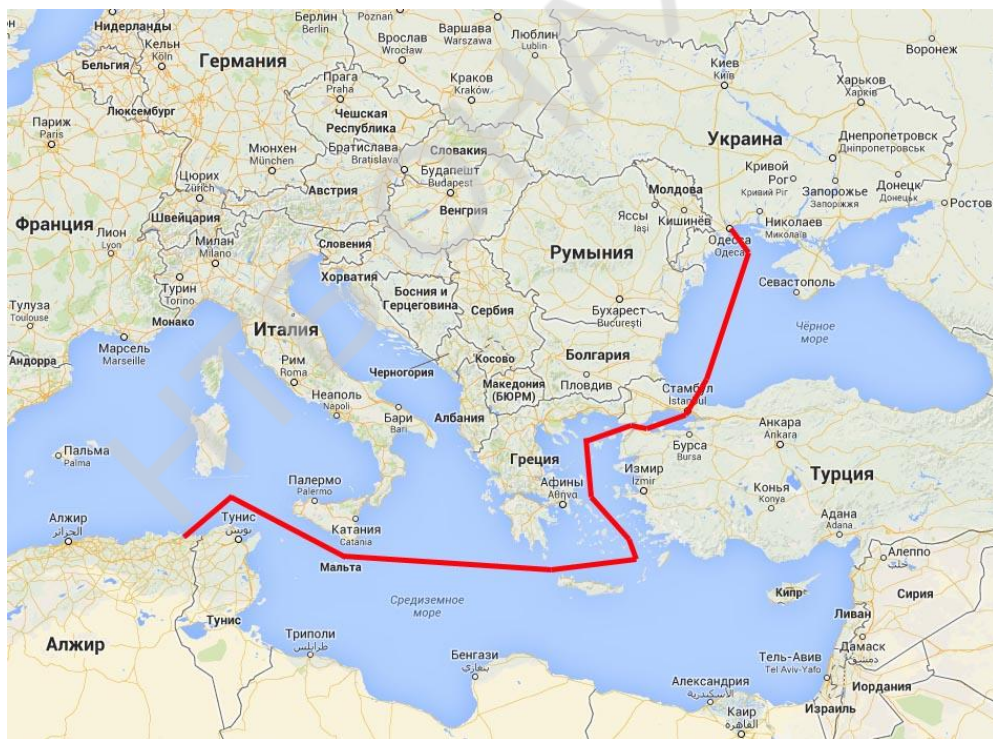 Нидерланды
Кельн
Köln
Бельгия
Люксембург
Германия
Берлин
Berlin
Poznań
Варшава
Warszawa
Люблин
Lublin
Врослав
Wrocław
Прага
Praha
Краков
Kraków
Киев
Київ
Воронеж
Харьков
Харків
Париж
Paris
Чешская
Республика
Мюнхен
München
Братислава
Bratislava
Словакия
Украина
Днепропетровск
Дніпропетровськ
Цюрих
Zürich
Австрия
Будапешт
Budapest
Венгрия
Молдова
Кривой
Рог
Кривий Ріг
Запорожье
Запоріжжя
Донецк
Донецьк
Франция
Швейцария
Лион
Lyon
Милан
Milano
Словения
Яссы
Iași
Кишинёв
Николаев
Миколаїв
Ростов
Одесса
Одеса
Румыния
Турин
Torino
Хорватия
Босния и
Герцеговина
Сербия
Бухарест
București
Севастополь
Тулуза
Toulouse
Монако
Марсель
Marseille
Андорра
Италия
Рим
Roma
Черногория
Косово
Болгария
Чёрное
море
Македония
(БЮРМ)
Пловдив
Стамбул
İstanbul
Неаполь
Napoli
Бари
Bari
Албания
Анкара
Ankara
Бурса
Bursa
Пальма
Palma
Греция
Измир
İzmir
Турция
Палермо
Palermo
Афины
Αθήνα
Конья
Konya
Адана
Adana
Алжир
الجزائر
Тунис
تونس
Катания
Catania
Мальта
Алеппо
حلب
Средиземное
море
Кипр
Сирия
Ливан
Тунис
Триполи
طرابلس
Бенгази
بنغازي
Дамаск
دمشق
Алжир
Тель-Авив
Tel Aviv-Yafo
Александрия
الأسكندرية
Иордания
Каир
القاهرة
Израиль